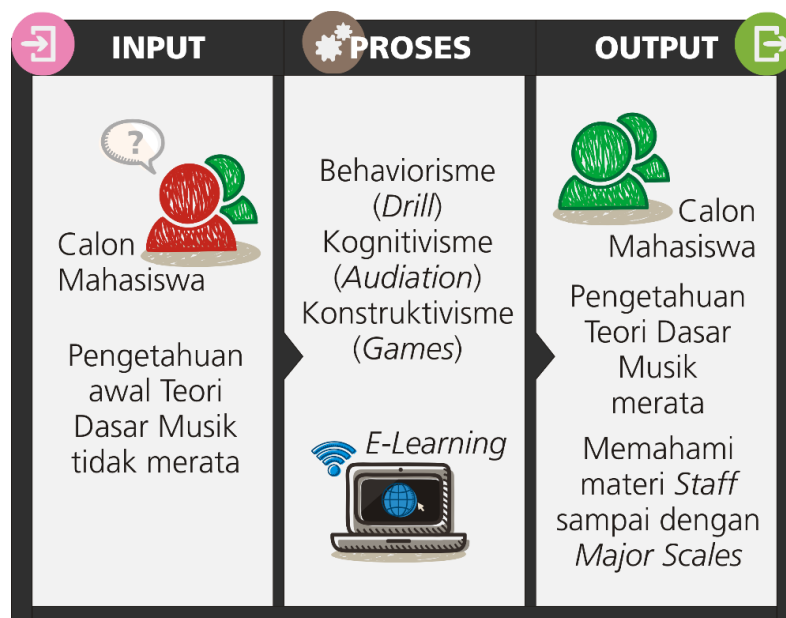 INPUT
PROSES
OUTPUT
?
Calon
Mahasiswa
Pengetahuan
awal Teori
Dasar Musik
tidak merata
Behaviorisme
(Drill)
Kognitivisme
(Audiation)
Konstruktivisme
(Games)
E-Learning
Calon
Mahasiswa
Pengetahuan
Teori Dasar
Musik
merata
Memahami
materi Staff
sampai dengan
Major Scales